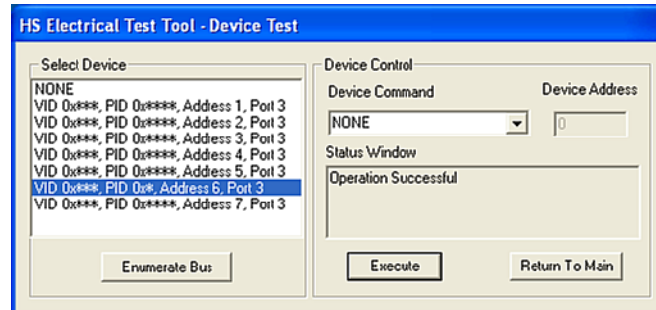 HS Electrical Test Tool - Device Test
Select Device
NONE
VID 0x***, PID 0x****, Address 1, Port 3
VID 0x***, PID 0x****, Address 2, Port 3
VID 0x***, PID 0x****, Address 3, Port 3
VID 0x***, PID 0x****, Address 4, Port 3
VID 0x***, PID 0x****, Address 5, Port 3
VID 0x***, PID 0x*, Address 6, Port 3
VID 0x***, PID 0x****, Address 7, Port 3
Enumerate Bus
Device Control
Device Command
Device Address
NONE
0
Status Window
Operation Successful
Execute
Return To Main